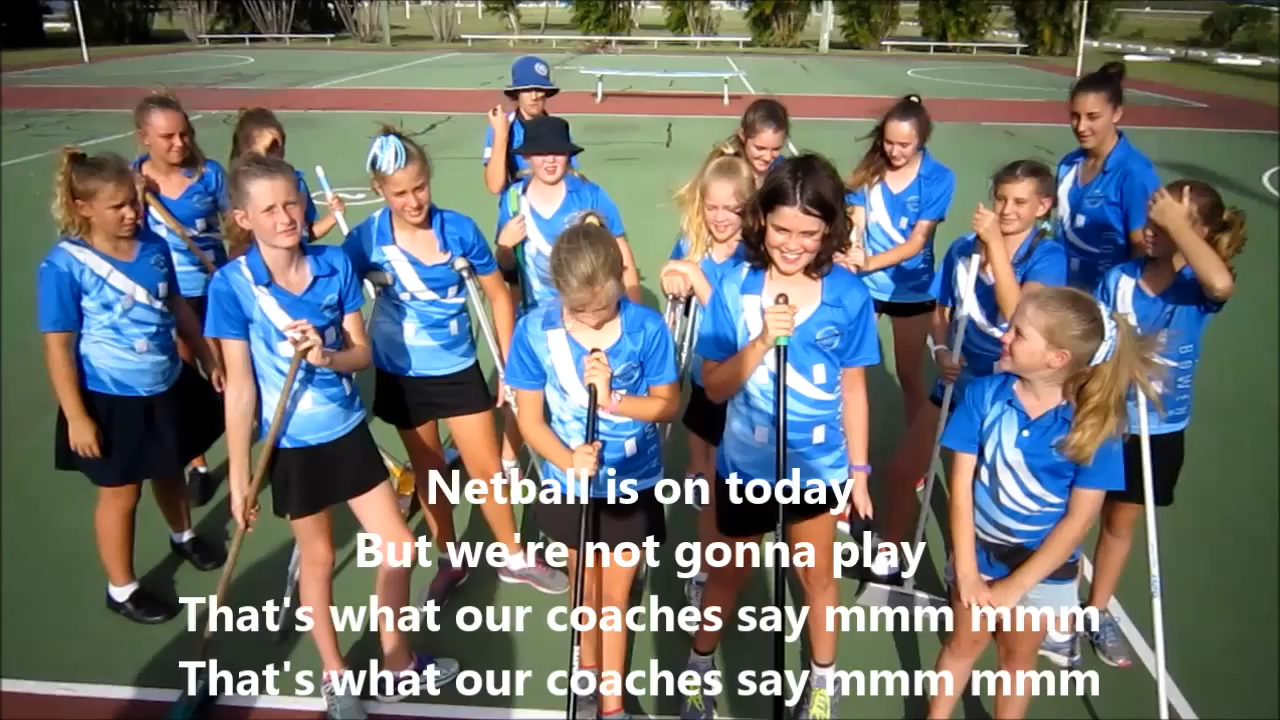 Netball is on today
But we're not gonna play
That's what our coaches say mmm mmm
That's what our coaches say mmm mmm